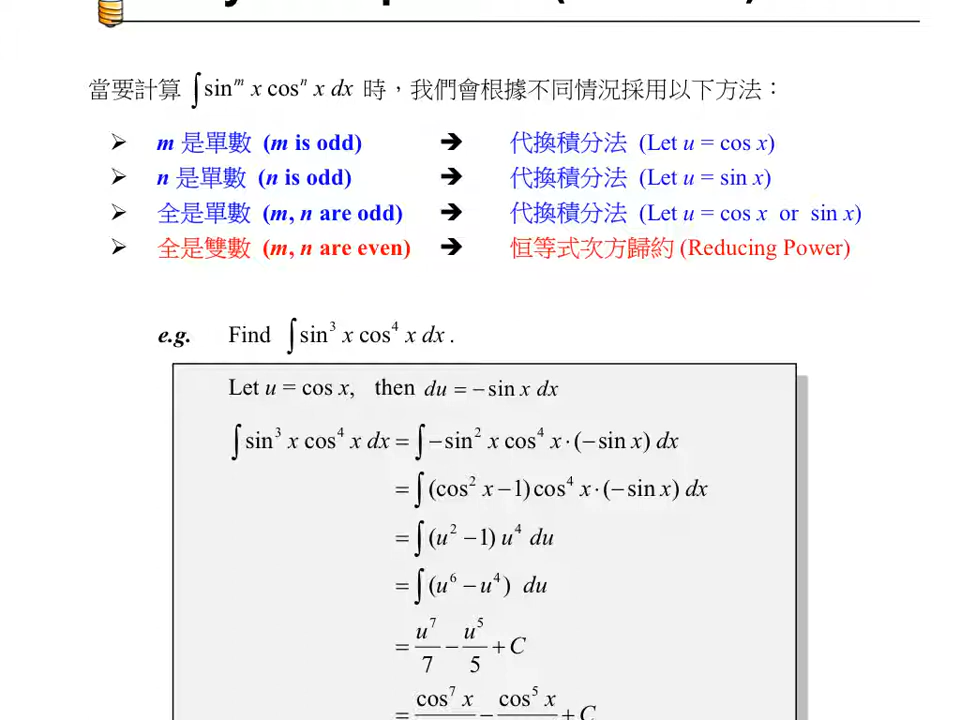 當要計算 ∫sin^m x cos^n x dx 時，我們會根據不同情況採用以下方法：
➢ m 是單數 (m is odd) ➔ 代換積分法 (Let u = cos x)
➢ n 是單數 (n is odd) ➔ 代換積分法 (Let u = sin x)
➢ 全是單數 (m, n are odd) ➔ 代換積分法 (Let u = cos x or sin x)
➢ 全是雙數 (m, n are even) ➔ 恒等式次方歸約 (Reducing Power)
e.g. Find ∫sin³ x cos⁴ x dx .
Let u = cos x, then du = −sin x dx
∫sin³ x cos⁴ x dx = ∫−sin² x cos⁴ x·(−sin x) dx
= ∫(cos² x −1)cos⁴ x·(−sin x) dx
= ∫(u² −1) u⁴ du
= ∫(u⁶ − u⁴) du
= u⁷/7 − u⁵/5 + C
= cos⁷ x − cos⁵ x + C